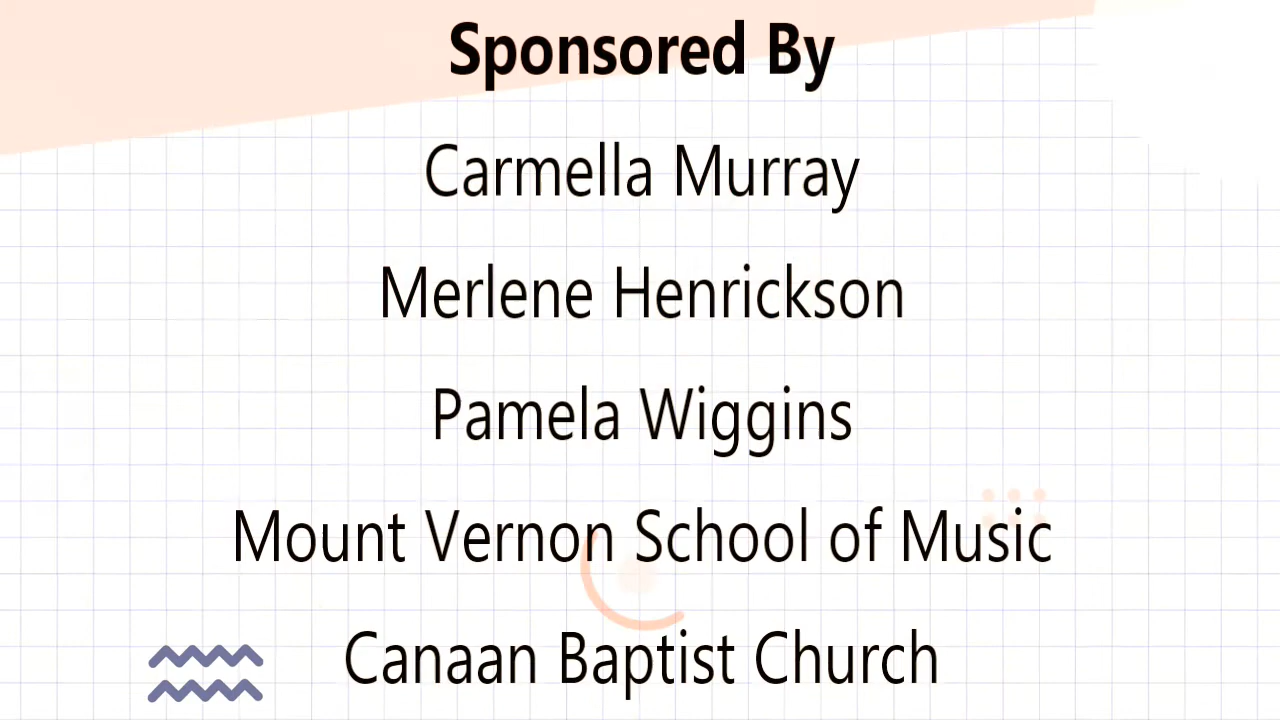 Sponsored By
Carmella Murray
Merlene Henrickson
Pamela Wiggins
Mount Vernon School of Music
Canaan Baptist Church